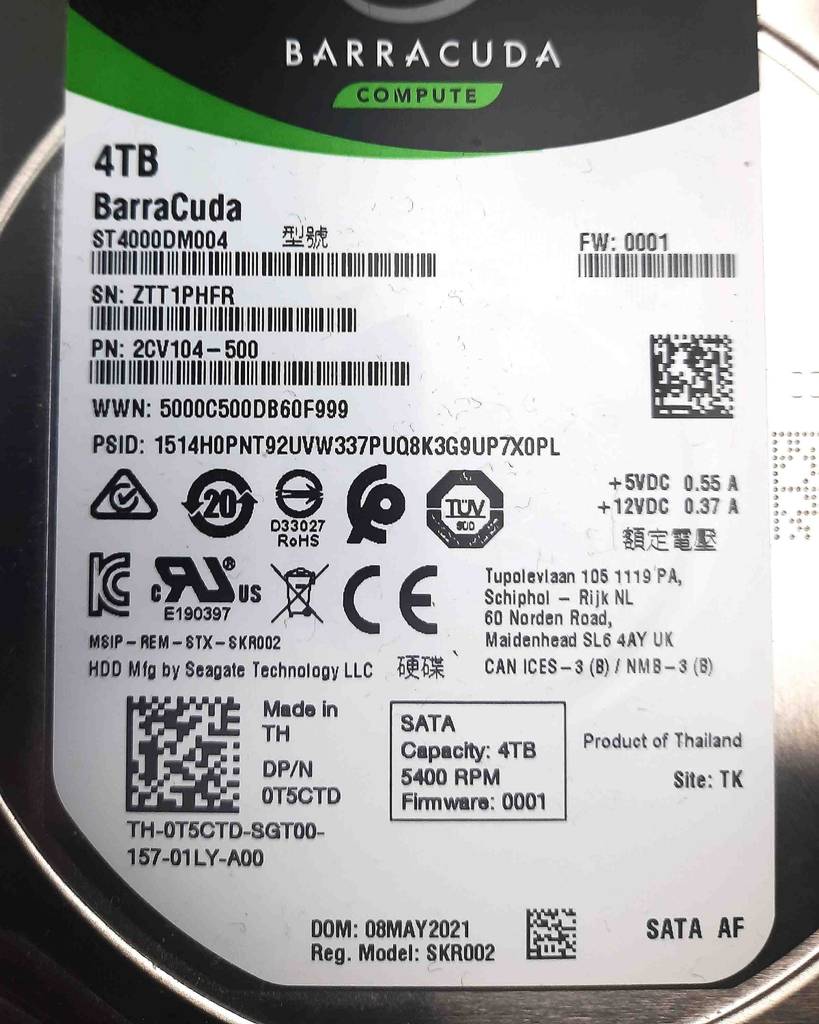 BARRACUDA
COMPUTE
4TB
BarraCuda
ST4000DM004 型號
FW: 0001
SN: ZTT1PHFR
PN: 2CV104-500
WWN: 5000C500DB60F999
PSID: 1514H0PNT92UVW337PUQ8K3G9UP7X0PL
+5VDC 0.55 A
+12VDC 0.37 A
額定電壓
20
D33027
RoHS
TÜV
SÜD
c RU ® US
E190397
CE
MSIP-REM-STX-SKR002
HDD Mfg by Seagate Technology LLC 硬碟
Tupolevlaan 105 1119 PA,
Schiphol - Rijk NL
60 Norden Road,
Maidenhead SL6 4AY UK
CAN ICES-3 (B) / NMB-3 (B)
Made in
TH
DP/N
0T5CTD
TH-0T5CTD-SGT00-
157-01LY-A00
SATA
Capacity: 4TB
5400 RPM
Firmware: 0001
Product of Thailand
Site: TK
DOM: 08MAY2021
Reg. Model: SKR002
SATA AF